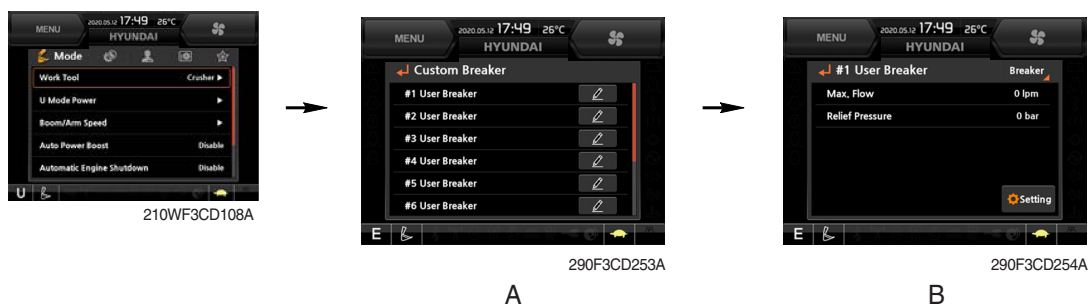 MENU
2020.05.12 17:49 26°C
HYUNDAI
Mode
Work Tool Crusher ▶
U Mode Power ▶
Boom/Arm Speed ▶
Auto Power Boost Disable
Automatic Engine Shutdown Disable
U
210WF3CD108A
MENU
2020.05.12 17:49 26°C
HYUNDAI
Custom Breaker
#1 User Breaker
#2 User Breaker
#3 User Breaker
#4 User Breaker
#5 User Breaker
#6 User Breaker
E
290F3CD253A
A
MENU
2020.05.12 17:49 26°C
HYUNDAI
#1 User Breaker Breaker
Max, Flow 0 lpm
Relief Pressure 0 bar
Setting
E
290F3CD254A
B